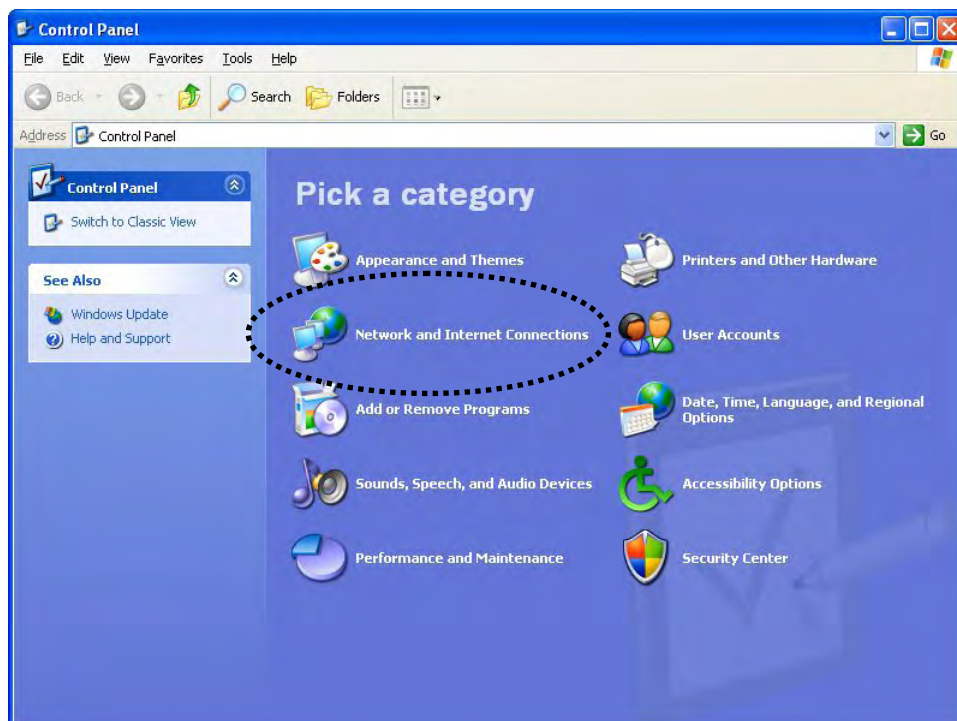 Control Panel
File Edit View Favorites Tools Help
Back Search Folders
Address Control Panel Go
Control Panel
Switch to Classic View
See Also
Windows Update
Help and Support
Pick a category
Appearance and Themes
Printers and Other Hardware
Network and Internet Connections
User Accounts
Add or Remove Programs
Date, Time, Language, and Regional
Options
Sounds, Speech, and Audio Devices
Accessibility Options
Performance and Maintenance
Security Center